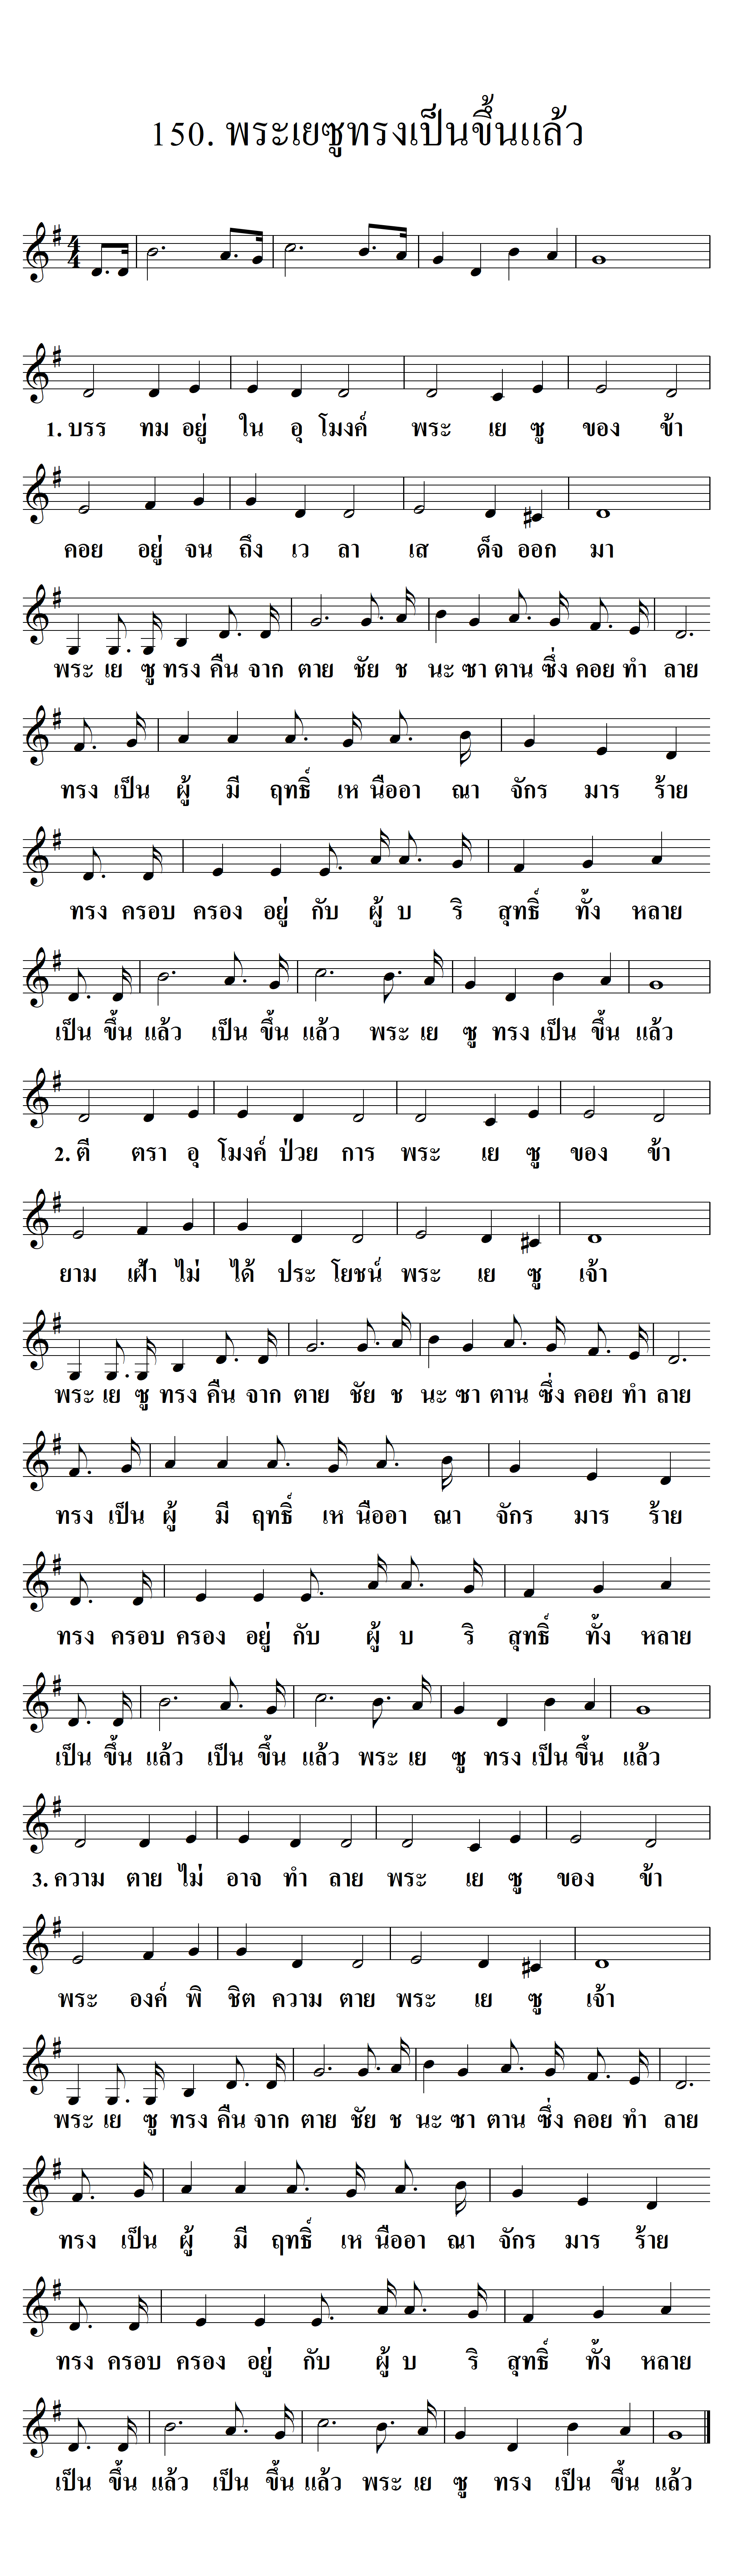 150. พระเยซูทรงเป็นขึ้นแล้ว
1. บรร ทม อยู่ ใน อุ โมงค์ พระ เย ซู ของ ข้า
คอย อยู่ จน ถึง เว ลา เส ด็จ ออก มา
พระ เย ซู ทรง คืน จาก ตาย ชัย ช นะ ซา ตาน ซึ่ง คอย ทำ ลาย
ทรง เป็น ผู้ มี ฤทธิ์ เห นืออา ณา จักร มาร ร้าย
ทรง ครอบ ครอง อยู่ กับ ผู้ บ ริ สุทธิ์ ทั้ง หลาย
เป็น ขึ้น แล้ว เป็น ขึ้น แล้ว พระ เย ซู ทรง เป็น ขึ้น แล้ว
2. ตี ตรา อุ โมงค์ ป่วย การ พระ เย ซู ของ ข้า
ยาม เฝ้า ไม่ ได้ ประ โยชน์ พระ เย ซู เจ้า
พระ เย ซู ทรง คืน จาก ตาย ชัย ช นะ ซา ตาน ซึ่ง คอย ทำ ลาย
ทรง เป็น ผู้ มี ฤทธิ์ เห นืออา ณา จักร มาร ร้าย
ทรง ครอบ ครอง อยู่ กับ ผู้ บ ริ สุทธิ์ ทั้ง หลาย
เป็น ขึ้น แล้ว เป็น ขึ้น แล้ว พระ เย ซู ทรง เป็น ขึ้น แล้ว
3. ความ ตาย ไม่ อาจ ทำ ลาย พระ เย ซู ของ ข้า
พระ องค์ พิ ชิต ความ ตาย พระ เย ซู เจ้า
พระ เย ซู ทรง คืน จาก ตาย ชัย ช นะ ซา ตาน ซึ่ง คอย ทำ ลาย
ทรง เป็น ผู้ มี ฤทธิ์ เห นืออา ณา จักร มาร ร้าย
ทรง ครอบ ครอง อยู่ กับ ผู้ บ ริ สุทธิ์ ทั้ง หลาย
เป็น ขึ้น แล้ว เป็น ขึ้น แล้ว พระ เย ซู ทรง เป็น ขึ้น แล้ว